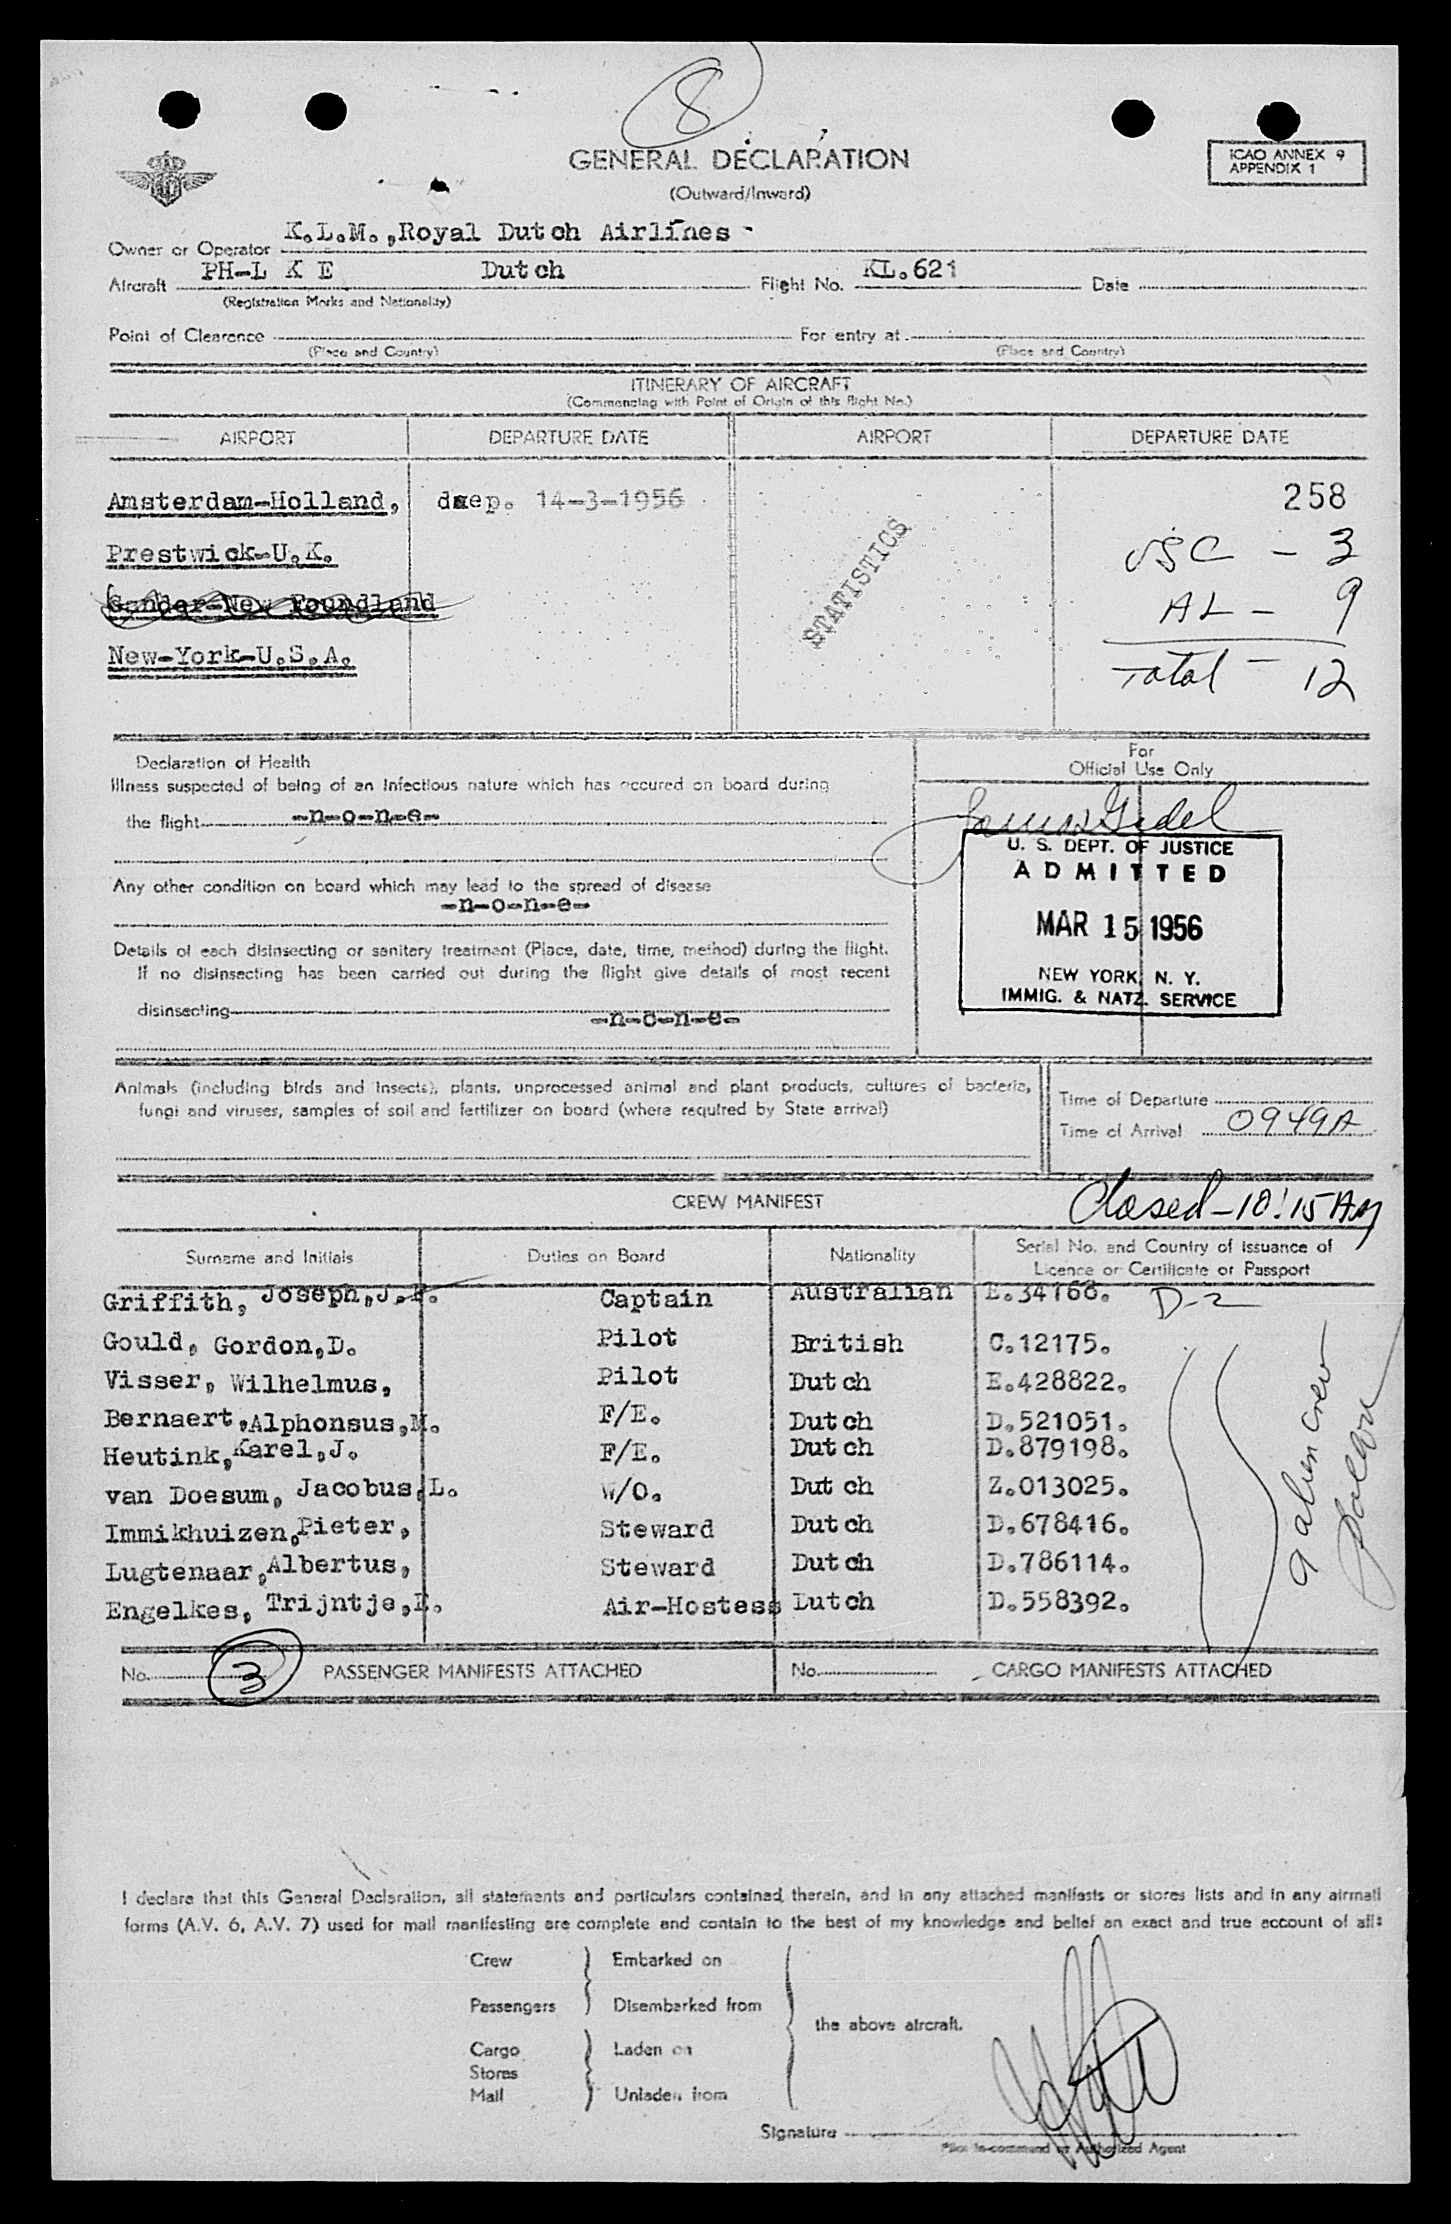 8
GENERAL DECLARATION
(Outward/Inward)
ICAO ANNEX 9
APPENDIX 1
Owner or Operator K.L.M.,Royal Dutch Airlines
Aircraft PH-L K E Dutch Flight No. KL.621 Date
(Registration Marks and Nationality)
Point of Clearance For entry at
(Place and Country) (Place and Country)
ITINERARY OF AIRCRAFT
(Commencing with Point of Origin of this flight No.)
AIRPORT DEPARTURE DATE AIRPORT DEPARTURE DATE
Amsterdam-Holland, dep. 14-3-1956 258
Prestwick-U.K. USC - 3
Gander-New Foundland AL - 9
New-York-U.S.A. Total - 12
STATISTICS
Declaration of Health
Illness suspected of being of an infectious nature which has occured on board during
the flight -n-o-n-e-
Any other condition on board which may lead to the spread of disease
-n-o-n-e-
Details of each disinsecting or sanitary treatment (Place, date, time, method) during the flight.
If no disinsecting has been carried out during the flight give details of most recent
disinsecting -n-o-n-e-
For
Official Use Only
U. S. DEPT. OF JUSTICE
ADMITTED
MAR 15 1956
NEW YORK, N. Y.
IMMIG. & NATZ. SERVICE
Animals (including birds and insects), plants, unprocessed animal and plant products, cultures of bacteria,
fungi and viruses, samples of soil and fertilizer on board (where required by State arrival)
Time of Departure
Time of Arrival 0949A
CREW MANIFEST Closed-10:15 AM
Surname and Initials Duties on Board Nationality Serial No. and Country of Issuance of
Licence or Certificate or Passport
Griffith, Joseph,J.P. Captain Australian E.34166. D-2
Gould, Gordon,D. Pilot British C.12175.
Visser, Wilhelmus, Pilot Dutch E.428822.
Bernaert,Alphonsus,M. F/E. Dutch D.521051.
Heutink,Karel,J. F/E. Dutch D.879198.
van Doesum, Jacobus,L. W/O. Dutch Z.013025.
Immikhuizen,Pieter, Steward Dutch D.678416.
Lugtenaar,Albertus, Steward Dutch D.786114.
Engelkes, Trijntje,E. Air-Hostess Dutch D.558392.
9 alien crew
No. 3 PASSENGER MANIFESTS ATTACHED No. CARGO MANIFESTS ATTACHED
I declare that this General Declaration, all statements and particulars contained therein, and in any attached manifests or stores lists and in any airmail
forms (A.V. 6, A.V. 7) used for mail manifesting are complete and contain to the best of my knowledge and belief an exact and true account of all:
Crew Embarked on
Passengers Disembarked from
the above aircraft.
Cargo Laden on
Stores
Mail Unladen from
Signature
Pilot in-command or Authorized Agent